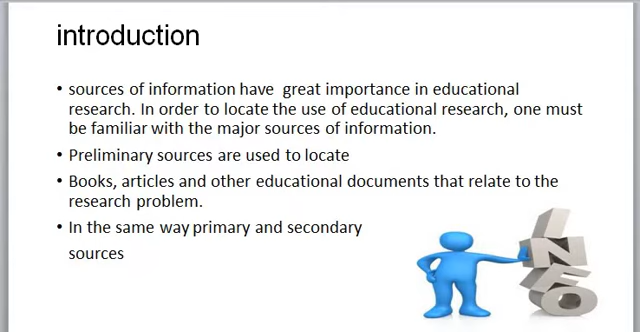 introduction
• sources of information have  great importance in educational
research. In order to locate the use of educational research, one must
be familiar with the major sources of information.
• Preliminary sources are used to locate
• Books, articles and other educational documents that relate to the
research problem.
• In the same way primary and secondary
sources
INFO